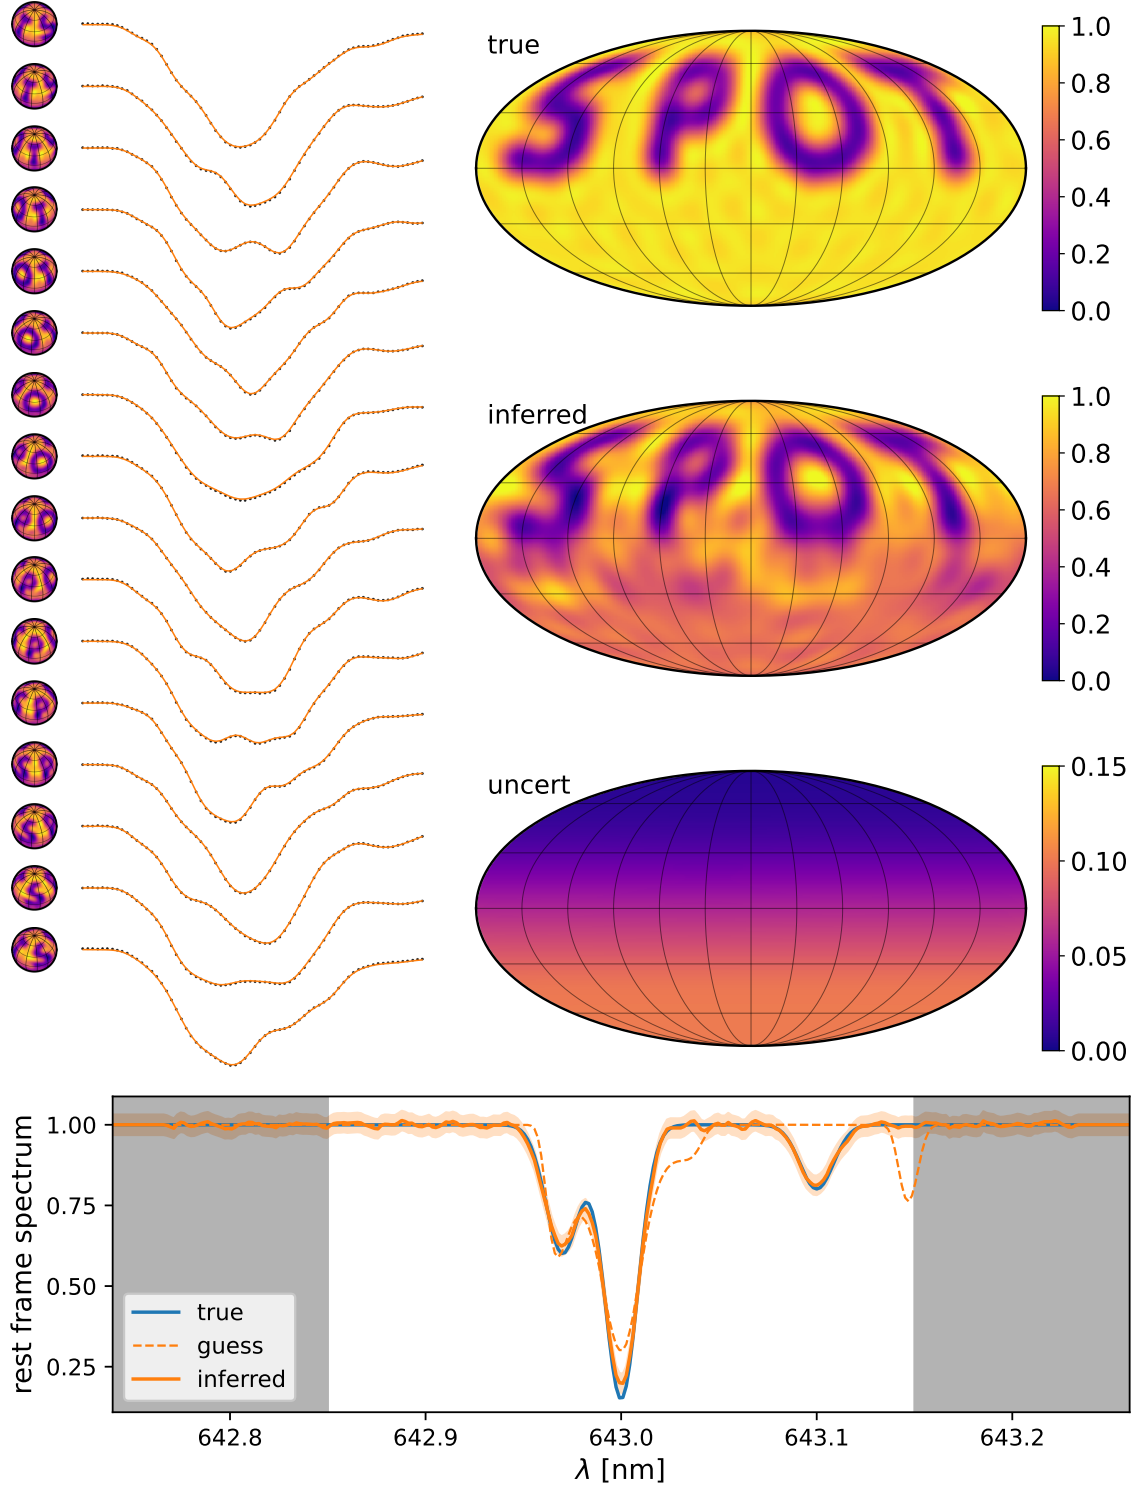 true
1.0
0.8
0.6
0.4
0.2
0.0
SPOT
inferred
1.0
0.8
0.6
0.4
0.2
0.0
SPOT
uncert
0.15
0.10
0.05
0.00
rest frame spectrum
1.00
0.75
0.50
0.25
true
guess
inferred
642.8 642.9 643.0 643.1 643.2
λ [nm]